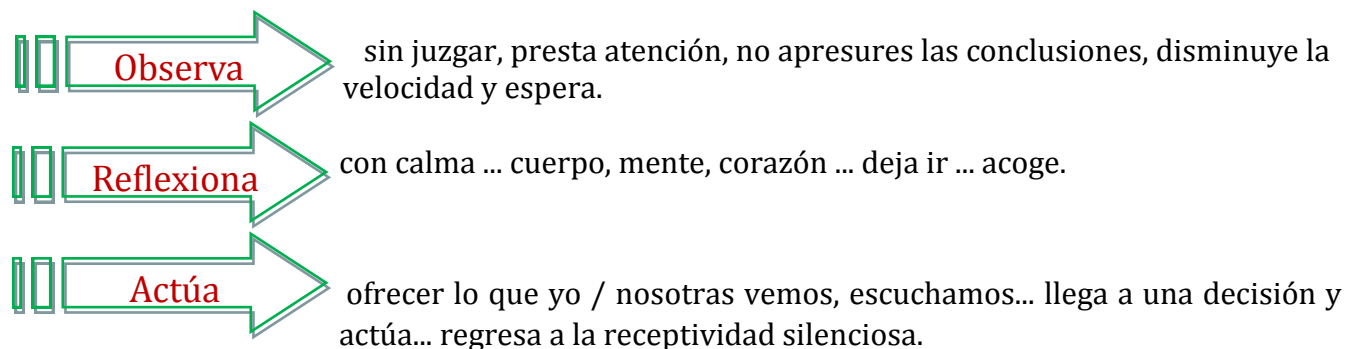 Observa
sin juzgar, presta atención, no apresures las conclusiones, disminuye la
velocidad y espera.
Reflexiona
con calma ... cuerpo, mente, corazón ... deja ir ... acoge.
Actúa
ofrecer lo que yo / nosotras vemos, escuchamos... llega a una decisión y
actúa... regresa a la receptividad silenciosa.